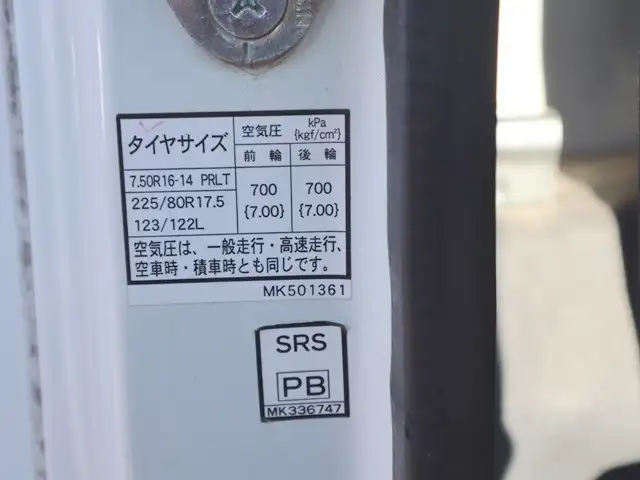 タイヤサイズ 空気圧 kPa {kgf/cm²}
前輪 後輪
7.50R16-14 PRLT 700 {7.00} 700 {7.00}
225/80R17.5
123/122L
空気圧は、一般走行・高速走行、
空車時・積車時とも同じです。
MK501361
SRS
PB
MK336747